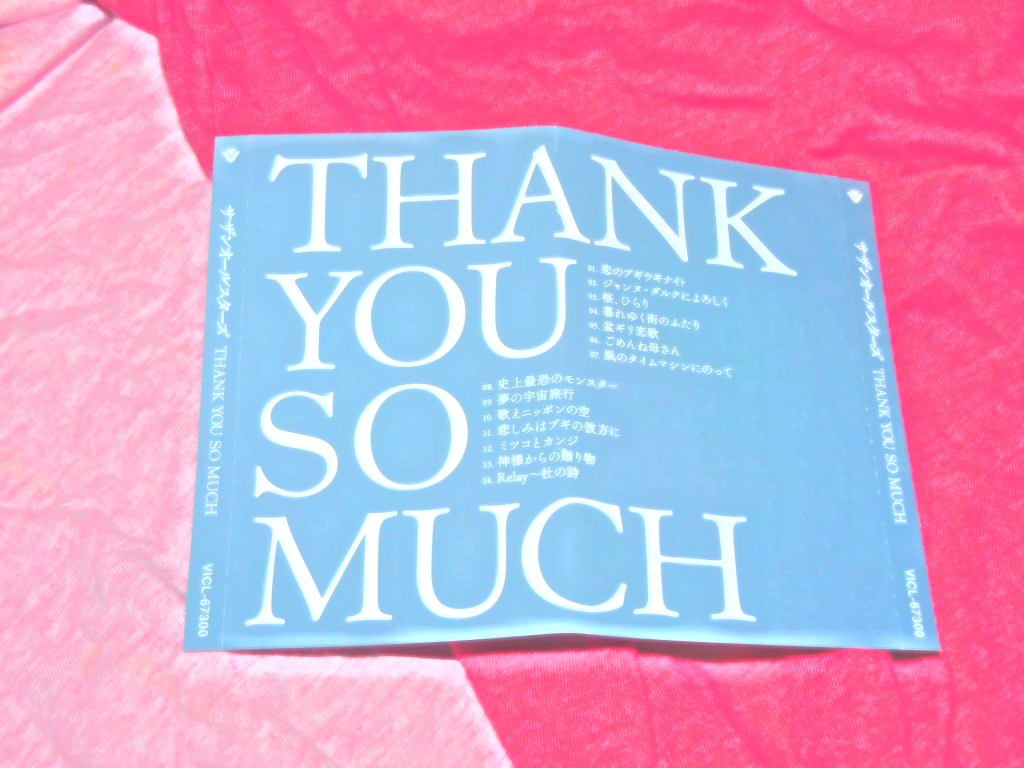 THANK
YOU
SO
MUCH
01. 恋のブギウギナイト
02. ジャンヌ・ダルクによろしく
03. 桜、ひらり
04. 暮れゆく街のふたり
05. 盆ギリ恋歌
06. ごめんね母さん
07. 風のタイムマシンにのって
08. 史上最恐のモンスター
09. 夢の宇宙旅行
10. 歌えニッポンの空
11. 悲しみはブギの彼方に
12. ミツコとカンジ
13. 神様からの贈り物
14. Relay〜杜の詩
サザンオールスターズ THANK YOU SO MUCH VICL-67300
サザンオールスターズ THANK YOU SO MUCH VICL-67300